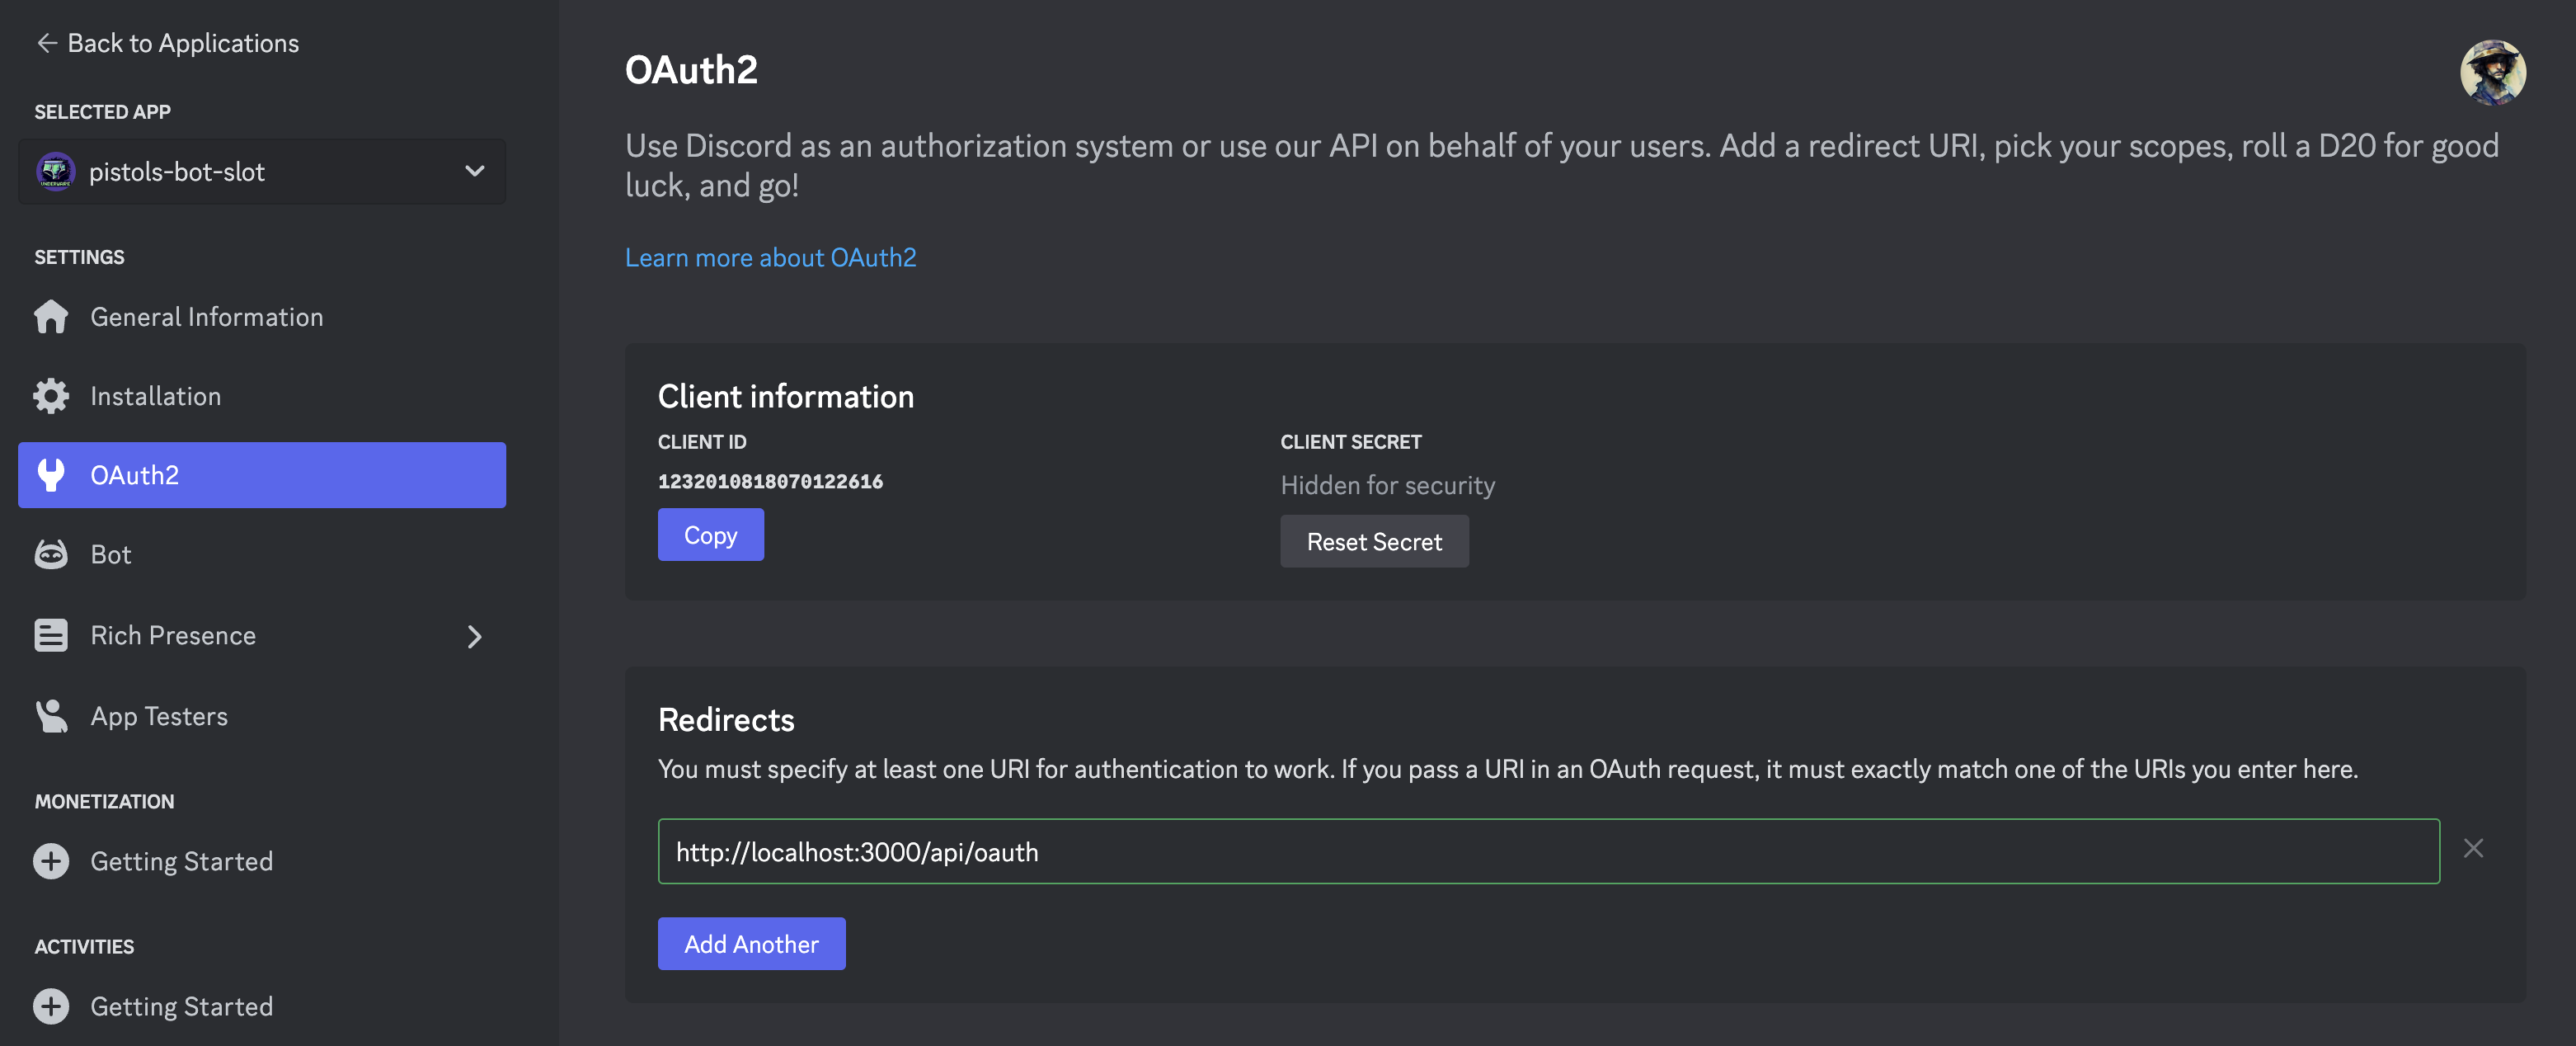 Back to Applications
SELECTED APP
pistols-bot-slot
SETTINGS
General Information
Installation
OAuth2
Bot
Rich Presence
App Testers
MONETIZATION
Getting Started
ACTIVITIES
Getting Started
OAuth2
Use Discord as an authorization system or use our API on behalf of your users. Add a redirect URI, pick your scopes, roll a D20 for good
luck, and go!
Learn more about OAuth2
Client information
CLIENT ID
1232010818070122616
Copy
CLIENT SECRET
Hidden for security
Reset Secret
Redirects
You must specify at least one URI for authentication to work. If you pass a URI in an OAuth request, it must exactly match one of the URIs you enter here.
http://localhost:3000/api/oauth
Add Another